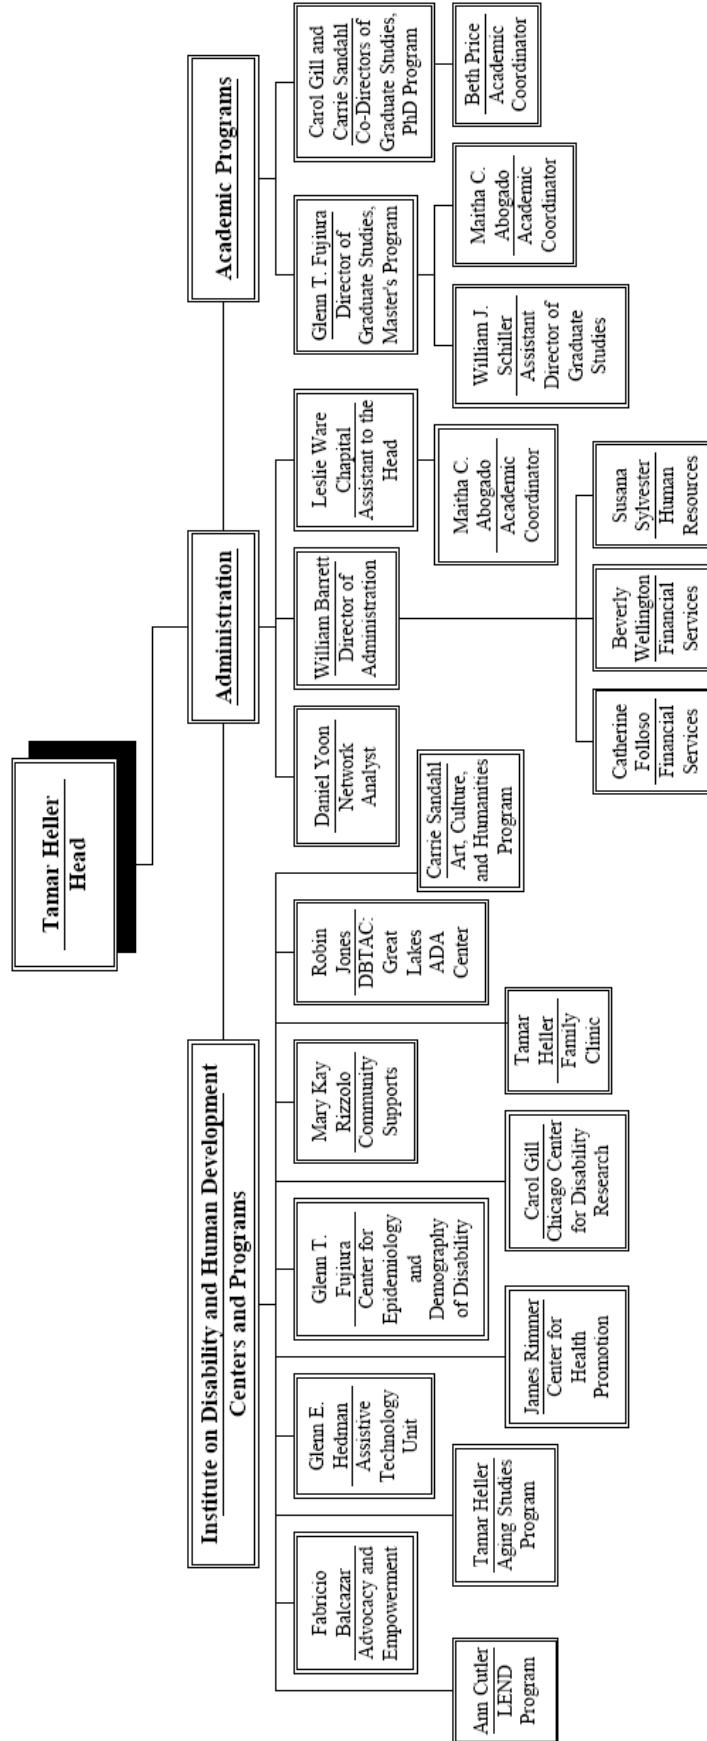 Tamar Heller
Head
Institute on Disability and Human Development
Centers and Programs
Administration
Academic Programs
Fabricio
Balcazar
Advocacy and
Empowerment
Glenn E.
Hedman
Assistive
Technology
Unit
Glenn T.
Fujiura
Center for
Epidemiology
and
Demography
of Disability
Mary Kay
Rizzolo
Community
Supports
Robin
Jones
DBTAC:
Great
Lakes
ADA
Center
Ann Cutler
LEND
Program
Tamar Heller
Aging Studies
Program
James Rimmer
Center for
Health
Promotion
Carol Gill
Chicago Center
for Disability
Research
Tamar
Heller
Family
Clinic
Carrie Sandahl
Art, Culture,
and Humanities
Program
Daniel Yoon
Network
Analyst
William Barrett
Director of
Administration
Leslie Ware
Chapital
Assistant to the
Head
Maitha C.
Abogado
Academic
Coordinator
Catherine
Folloso
Financial
Services
Beverly
Wellington
Financial
Services
Susana
Sylvester
Human
Resources
Glenn T. Fujiura
Director of
Graduate Studies,
Master's Program
Carol Gill and
Carrie Sandahl
Co-Directors of
Graduate Studies,
PhD Program
William J.
Schiller
Assistant
Director of
Graduate
Studies
Maitha C.
Abogado
Academic
Coordinator
Beth Price
Academic
Coordinator